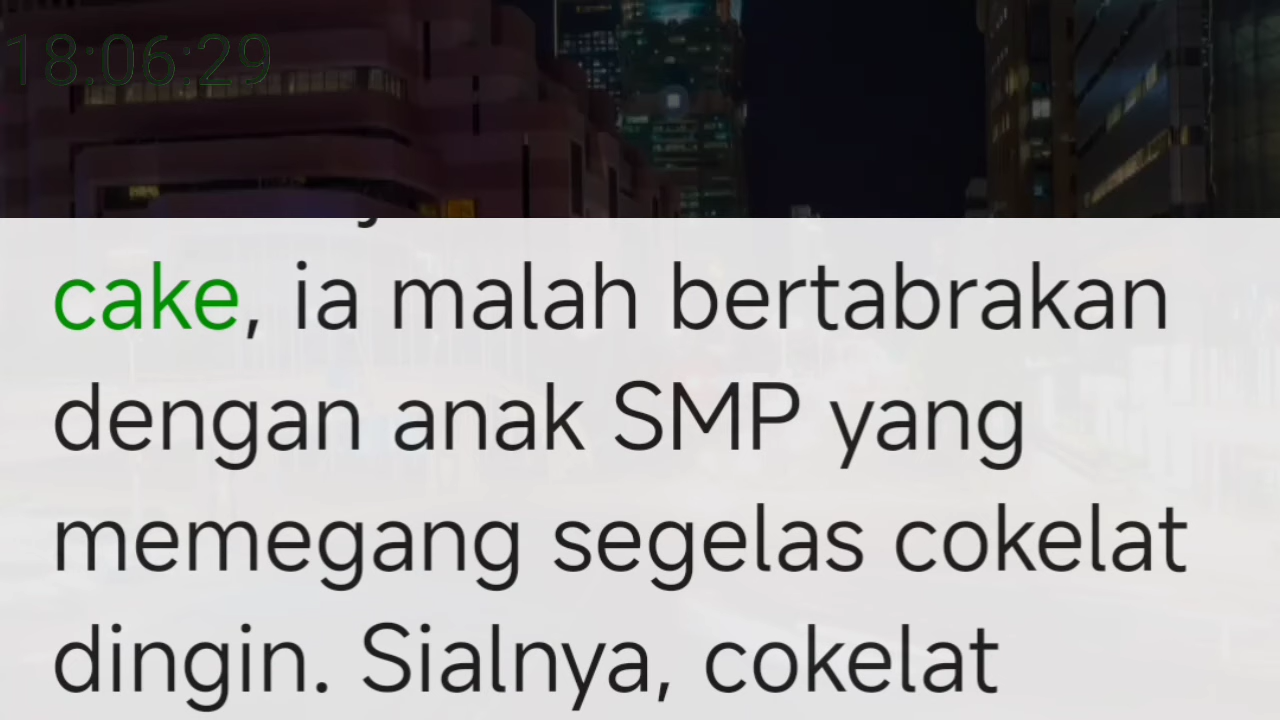 18:06:29
cake, ia malah bertabrakan
dengan anak SMP yang
memegang segelas cokelat
dingin. Sialnya, cokelat